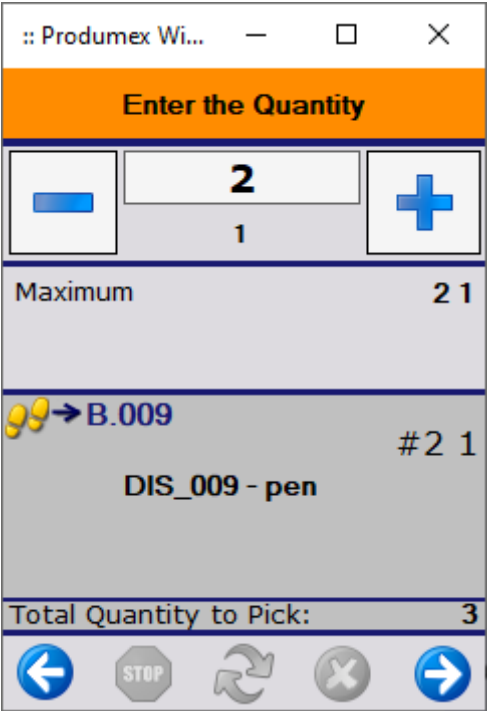 :: Produmex Wi...
Enter the Quantity
2
1
Maximum 2 1
B.009
#2 1
DIS_009 - pen
Total Quantity to Pick: 3
STOP